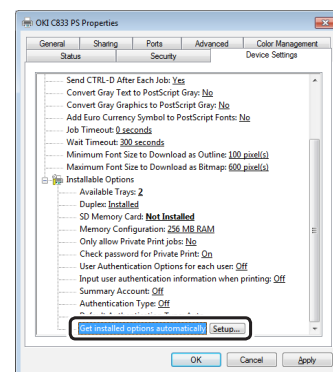 OKI C833 PS Properties
General Sharing Ports Advanced Color Management
Status Security Device Settings
Send CTRL-D After Each Job: Yes
Convert Gray Text to PostScript Gray: No
Convert Gray Graphics to PostScript Gray: No
Add Euro Currency Symbol to PostScript Fonts: No
Job Timeout: 0 seconds
Wait Timeout: 300 seconds
Minimum Font Size to Download as Outline: 100 pixel(s)
Maximum Font Size to Download as Bitmap: 600 pixel(s)
Installable Options
Available Trays: 2
Duplex: Installed
SD Memory Card: Not Installed
Memory Configuration: 256 MB RAM
Only allow Private Print jobs: No
Check password for Private Print: On
User Authentication Options for each user: Off
Input user authentication information when printing: Off
Summary Account: Off
Authentication Type: Off
Get installed options automatically Setup...
OK Cancel Apply